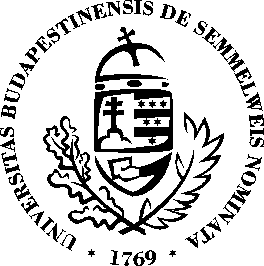 UNIVERSITAS BUDAPESTINENSIS DE SEMMELWEIS NOMINATA
* 1769 *